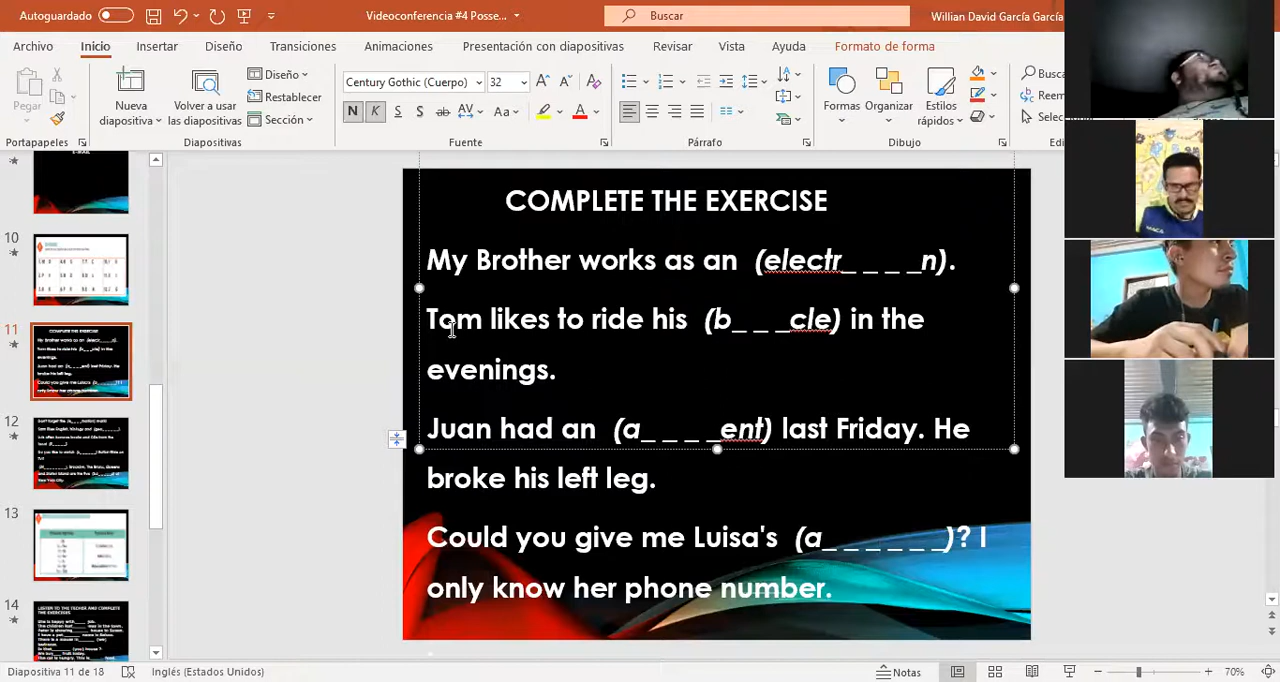 Autoguardado
Videoconferencia #4 Posse...
Buscar
Willian David García García
Archivo Inicio Insertar Diseño Transiciones Animaciones Presentación con diapositivas Revisar Vista Ayuda Formato de forma
Pegar
Nueva diapositiva
Volver a usar las diapositivas
Diseño
Restablecer
Sección
Century Gothic (Cuerpo) 32
Formas
Organizar
Estilos rápidos
Portapapeles Diapositivas Fuente Párrafo Dibujo
10
11
12
13
14
COMPLETE THE EXERCISE
My Brother works as an (electr_ _ _ _n).
Tom likes to ride his (b_ _ _cle) in the
evenings.
Juan had an (a_ _ _ _ent) last Friday. He
broke his left leg.
Could you give me Luisa's (a_ _ _ _ _ _)? I
only know her phone number.
Diapositiva 11 de 18
Inglés (Estados Unidos)
Notas
70%